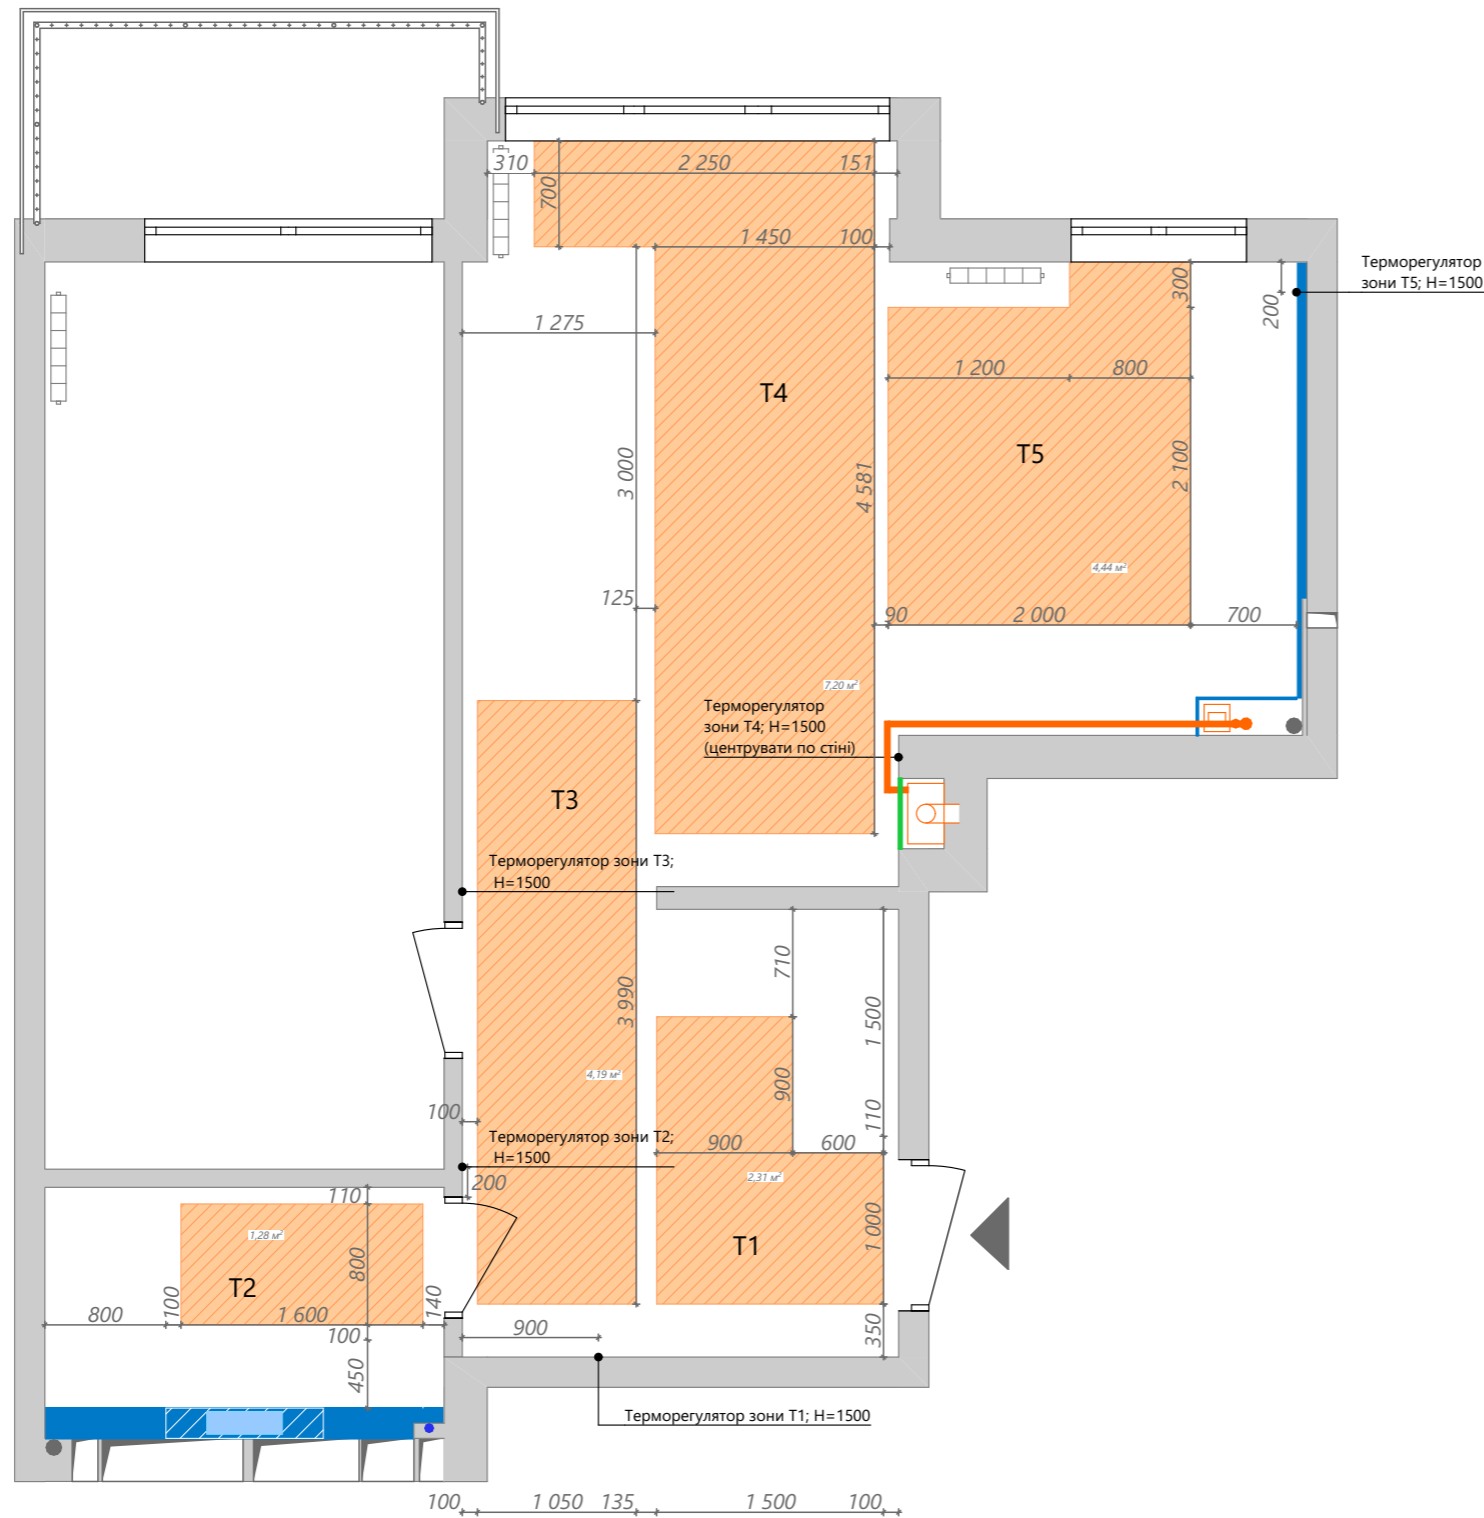 310
2 250
151
700
1 450
100
Терморегулятор
зони Т5; H=1500
300
200
1 275
1 200
800
T4
T5
3 000
4 581
2 100
4,44 м²
125
90
2 000
700
7,20 м²
Терморегулятор
зони Т4; H=1500
(центрувати по стіні)
T3
Терморегулятор зони Т3;
H=1500
710
3 990
1 500
4,19 м²
900
100
110
Терморегулятор зони Т2;
H=1500
900
600
2,31 м²
200
110
1,28 м²
800
T1
1 000
T2
800
100
1 600
140
100
900
350
450
Терморегулятор зони Т1; H=1500
100
1 050
135
1 500
100